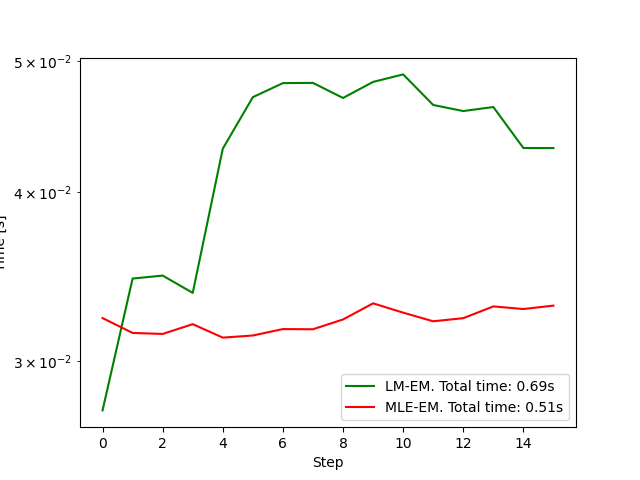 5 × 10⁻²
4 × 10⁻²
3 × 10⁻²
Time [s]
0 2 4 6 8 10 12 14
Step
LM-EM. Total time: 0.69s
MLE-EM. Total time: 0.51s